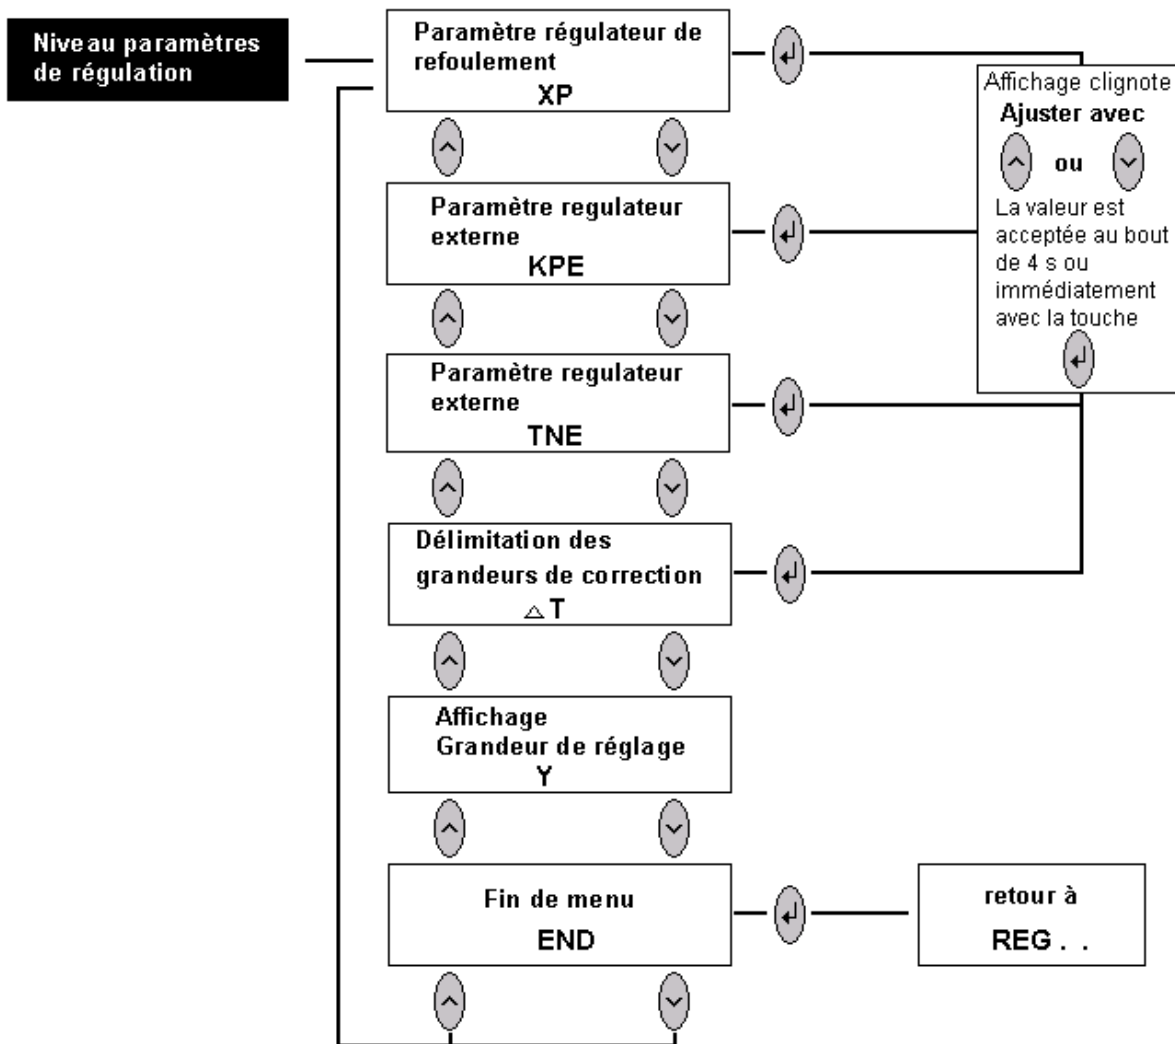 Niveau paramètres
de régulation
Paramètre régulateur de
refoulement
XP
Affichage clignote
Ajuster avec
ou
La valeur est
acceptée au bout
de 4 s ou
immédiatement
avec la touche
Paramètre regulateur
externe
KPE
Paramètre regulateur
externe
TNE
Délimitation des
grandeurs de correction
△ T
Affichage
Grandeur de réglage
Y
Fin de menu
END
retour à
REG . .